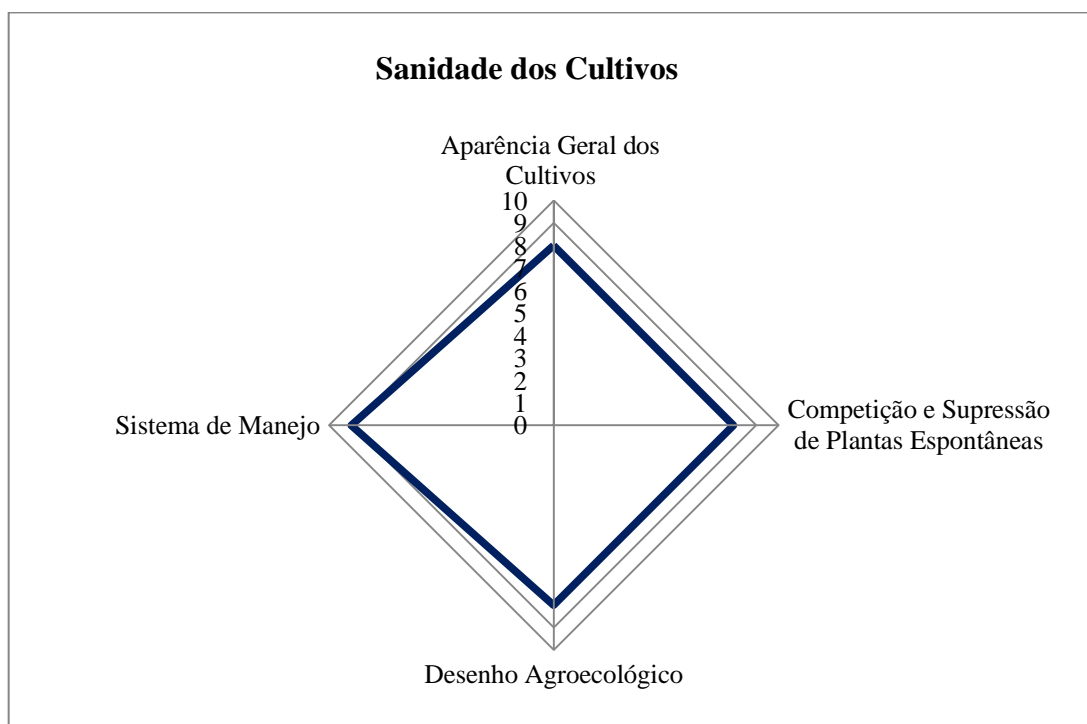 Sanidade dos Cultivos
Aparência Geral dos
Cultivos
10
9
8
7
6
5
4
3
2
1
0
Competição e Supressão
de Plantas Espontâneas
Sistema de Manejo
Desenho Agroecológico